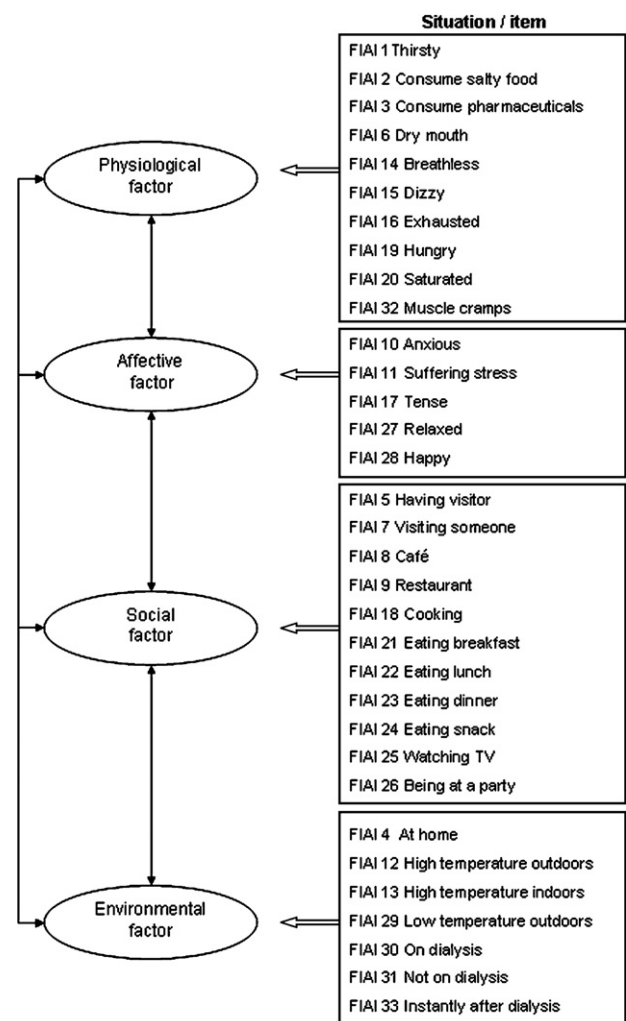 Situation / item
Physiological
factor
FIAI 1 Thirsty
FIAI 2 Consume salty food
FIAI 3 Consume pharmaceuticals
FIAI 6 Dry mouth
FIAI 14 Breathless
FIAI 15 Dizzy
FIAI 16 Exhausted
FIAI 19 Hungry
FIAI 20 Saturated
FIAI 32 Muscle cramps
Affective
factor
FIAI 10 Anxious
FIAI 11 Suffering stress
FIAI 17 Tense
FIAI 27 Relaxed
FIAI 28 Happy
Social
factor
FIAI 5 Having visitor
FIAI 7 Visiting someone
FIAI 8 Café
FIAI 9 Restaurant
FIAI 18 Cooking
FIAI 21 Eating breakfast
FIAI 22 Eating lunch
FIAI 23 Eating dinner
FIAI 24 Eating snack
FIAI 25 Watching TV
FIAI 26 Being at a party
Environmental
factor
FIAI 4 At home
FIAI 12 High temperature outdoors
FIAI 13 High temperature indoors
FIAI 29 Low temperature outdoors
FIAI 30 On dialysis
FIAI 31 Not on dialysis
FIAI 33 Instantly after dialysis